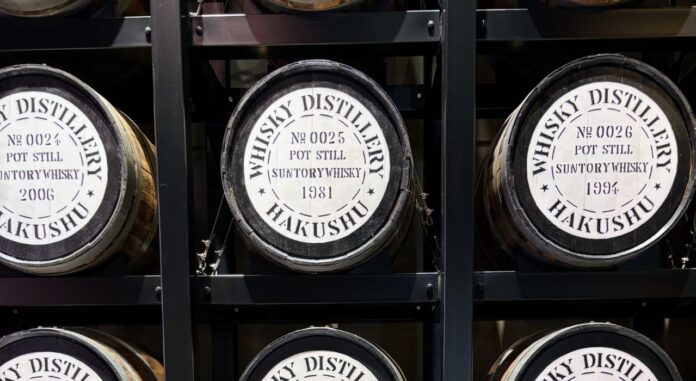 WHISKY DISTILLERY
№ 0024
POT STILL
SUNTORY WHISKY
2006
HAKUSHU
WHISKY DISTILLERY
№ 0025
POT STILL
SUNTORY WHISKY
1981
HAKUSHU
WHISKY DISTILLERY
№ 0026
POT STILL
SUNTORY WHISKY
1994
HAKUSHU